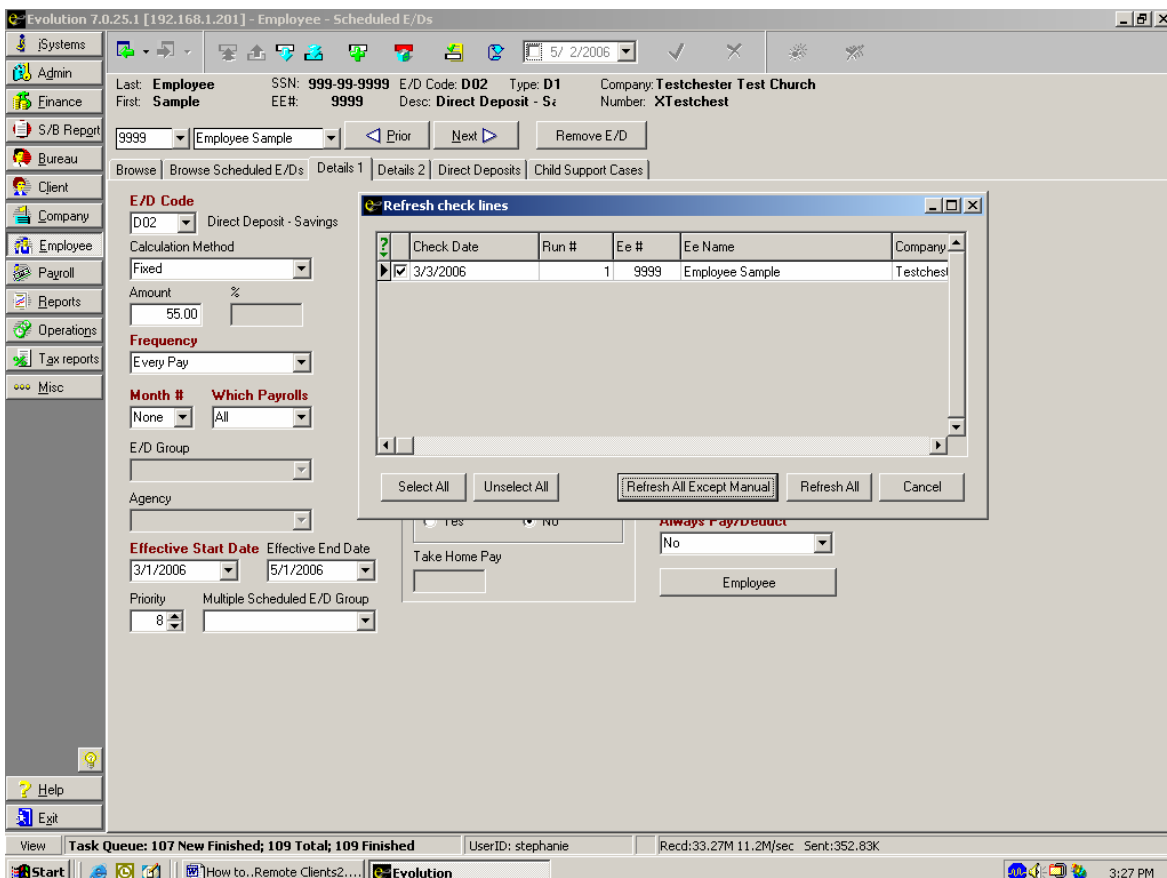 Evolution 7.0.25.1 [192.168.1.201] - Employee - Scheduled E/Ds
iSystems
Admin
Finance
S/B Report
Bureau
Client
Company
Employee
Payroll
Reports
Operations
Tax reports
Misc
Help
Exit
5/ 2/2006
Last: Employee SSN: 999-99-9999 E/D Code: D02 Type: D1 Company: Testchester Test Church
First: Sample EE#: 9999 Desc: Direct Deposit - Sa Number: XTestchest
9999 Employee Sample Prior Next Remove E/D
Browse Browse Scheduled E/Ds Details 1 Details 2 Direct Deposits Child Support Cases
E/D Code
D02 Direct Deposit - Savings
Calculation Method
Fixed
Amount %
55.00
Frequency
Every Pay
Month # Which Payrolls
None All
E/D Group
Agency
Effective Start Date Effective End Date
3/1/2006 5/1/2006
Priority Multiple Scheduled E/D Group
8
Refresh check lines
? Check Date Run # Ee # Ee Name Company
3/3/2006 1 9999 Employee Sample Testchest
Select All Unselect All Refresh All Except Manual Refresh All Cancel
Yes No
Take Home Pay
Always Pay/Deduct
No
Employee
View Task Queue: 107 New Finished; 109 Total; 109 Finished UserID: stephanie Recd:33.27M 11.2M/sec Sent:352.83K
Start How to..Remote Clients2.... Evolution 3:27 PM